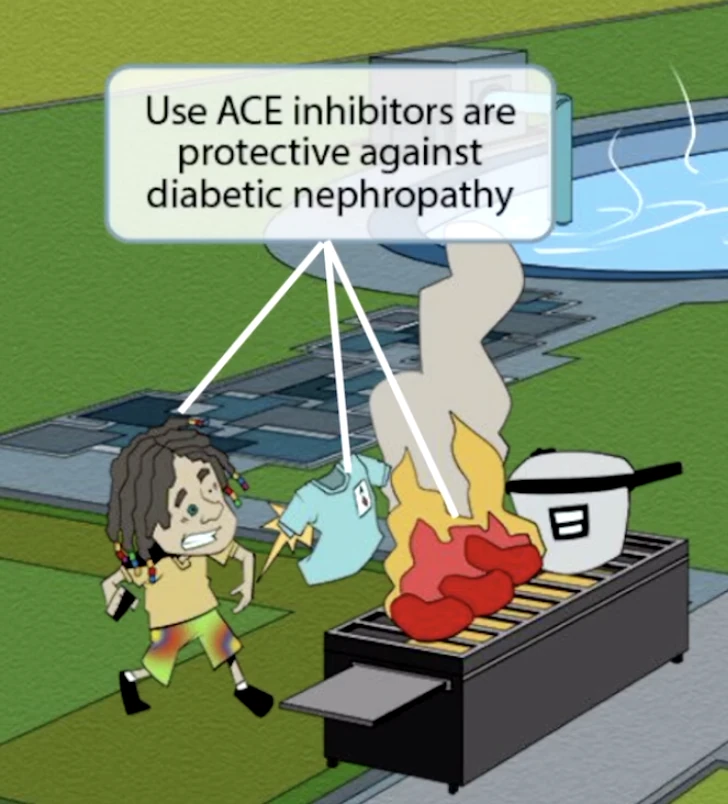 Use ACE inhibitors are
protective against
diabetic nephropathy